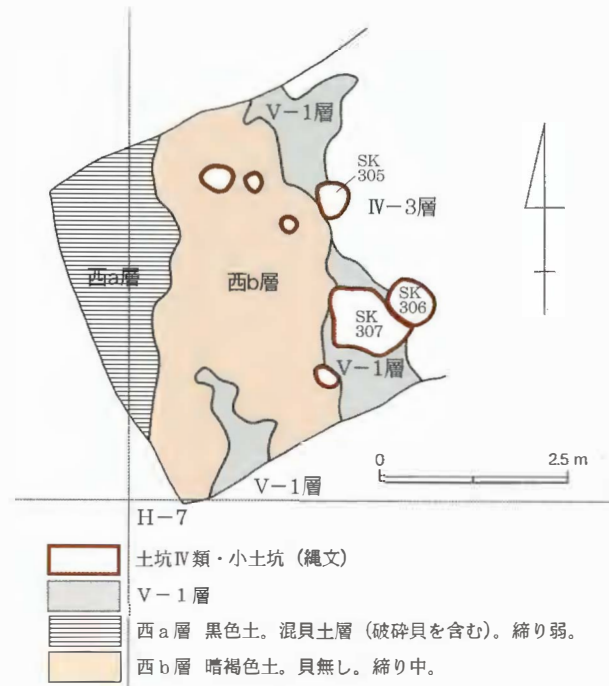 V－1層
SK
305
Ⅳ－3層
西a層
西b層
SK
306
SK
307
V－1層
0 2.5 m
V－1層
H－7
土坑Ⅳ類・小土坑（縄文）
V－1層
西a層 黒色土。混貝土層（破砕貝を含む）。締り弱。
西b層 暗褐色土。貝無し。締り中。